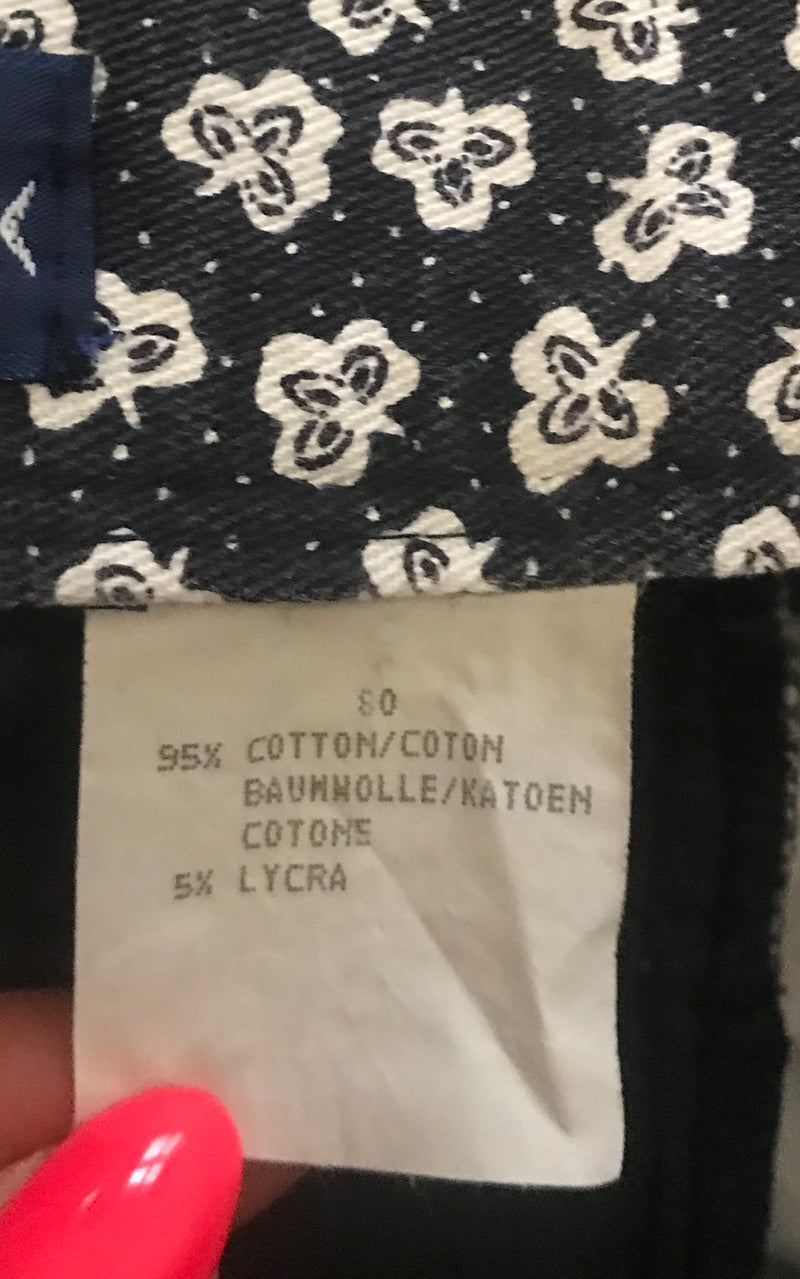 80
95% COTTON/COTON
BAUMWOLLE/KATOEN
COTONE
5% LYCRA